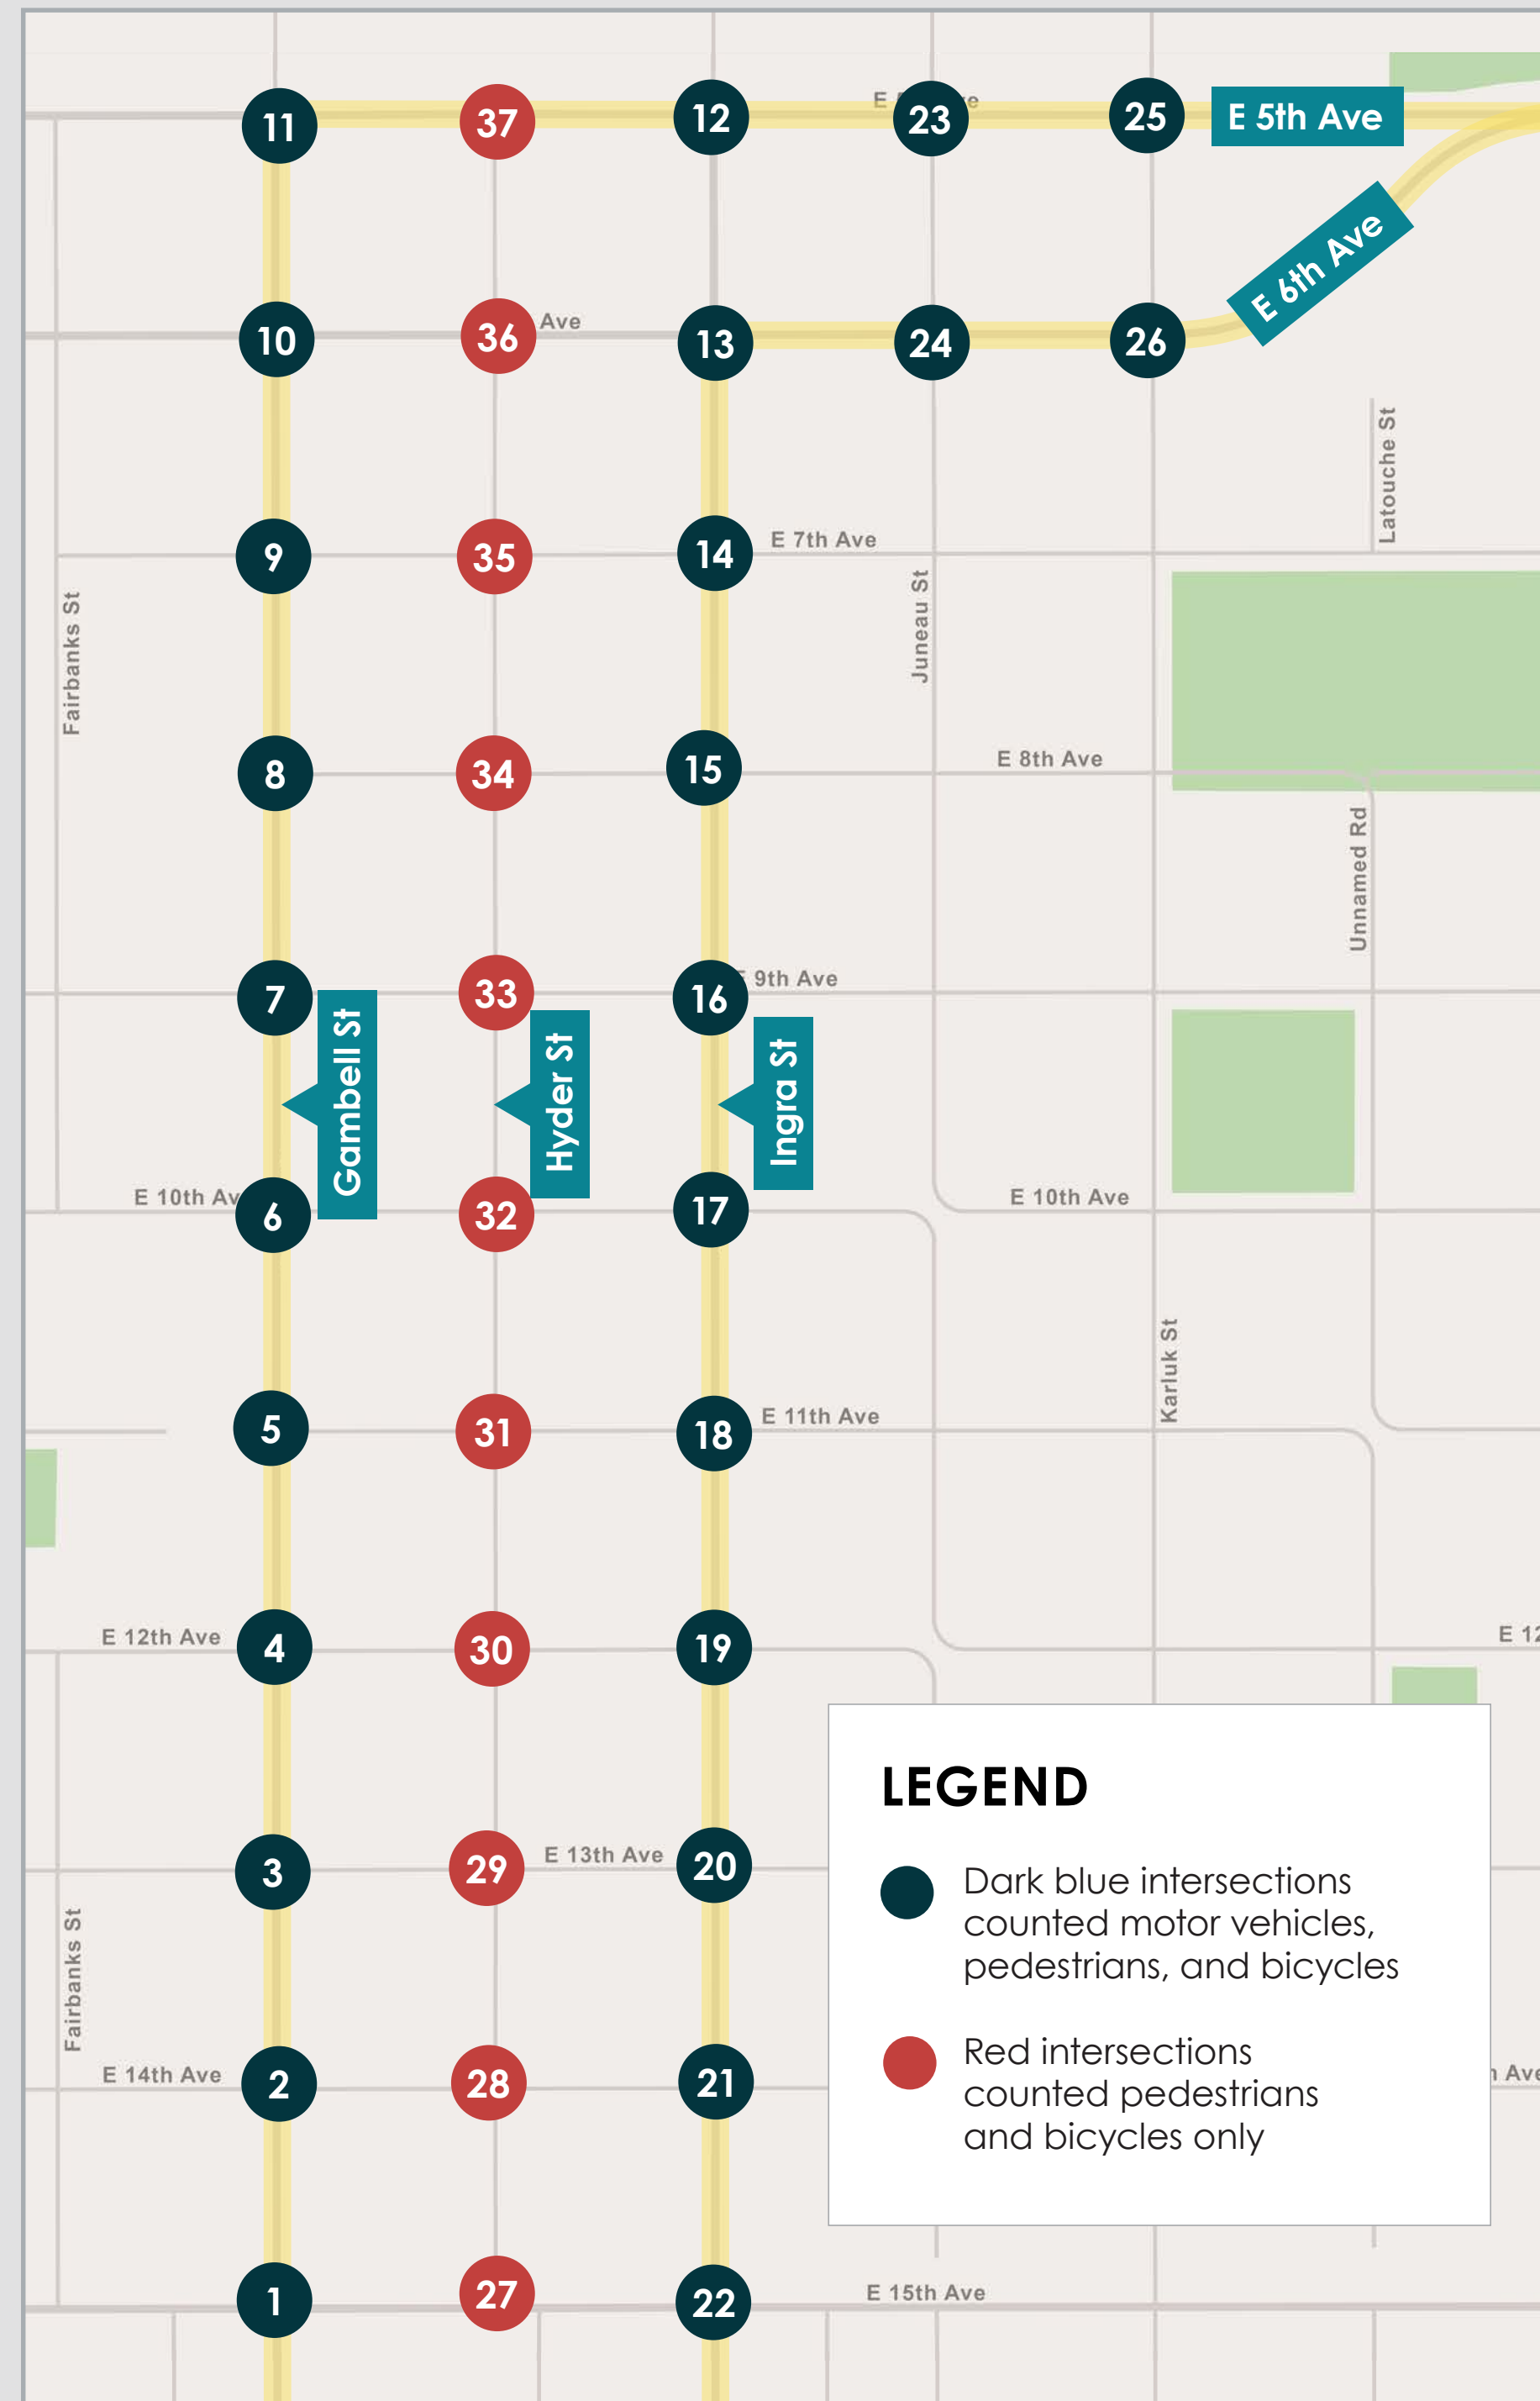 11
37
12
E
e
23
25
E 5th Ave
E 6th Ave
10
36
Ave
13
24
26
Latouche St
9
35
14
E 7th Ave
Juneau St
Fairbanks St
8
34
15
E 8th Ave
Unnamed Rd
7
33
16
9th Ave
Gambell St
Hyder St
Ingra St
E 10th Av
6
32
17
E 10th Ave
Karluk St
5
31
18
E 11th Ave
E 12th Ave
4
30
19
E 12
LEGEND
Dark blue intersections
counted motor vehicles,
pedestrians, and bicycles
Red intersections
counted pedestrians
and bicycles only
3
29
E 13th Ave
20
Fairbanks St
E 14th Ave
2
28
21
Ave
1
27
22
E 15th Ave